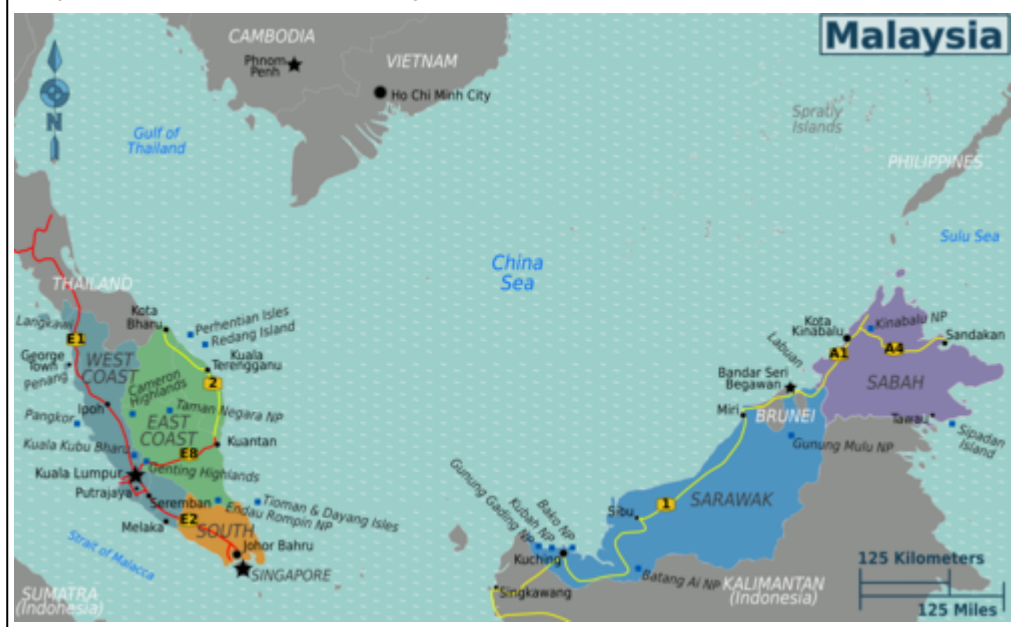 Malaysia
CAMBODIA
Phnom
Penh
VIETNAM
Ho Chi Minh City
N
Gulf of
Thailand
Spratly
Islands
PHILIPPINES
Sulu Sea
China
Sea
THAILAND
Langkawi
E1
Kota
Bharu
Perhentian Isles
Redang Island
George
Town
Penang
WEST
COAST
Kuala
Terengganu
2
Cameron
Highlands
Ipoh
Taman Negara NP
Pangkor
EAST
COAST
Kuantan
Kuala Kubu Bharu
E8
Kuala Lumpur
Genting Highlands
Putrajaya
Seremban
Tioman & Dayang Isles
Endau Rompin NP
Melaka
E2
SOUTH
Johor Bahru
SINGAPORE
Strait of Malacca
SUMATRA
(Indonesia)
Kota
Kinabalu
Kinabalu NP
Sandakan
Labuan
A1
A4
SABAH
Bandar Seri
Begawan
Miri
BRUNEI
Tawau
Sipadan
Island
Gunung Mulu NP
SARAWAK
1
Sibu
Gunung Gading NP
Kubah NP
Bako NP
Kuching
Batang Ai NP
Singkawang
KALIMANTAN
(Indonesia)
125 Kilometers
125 Miles